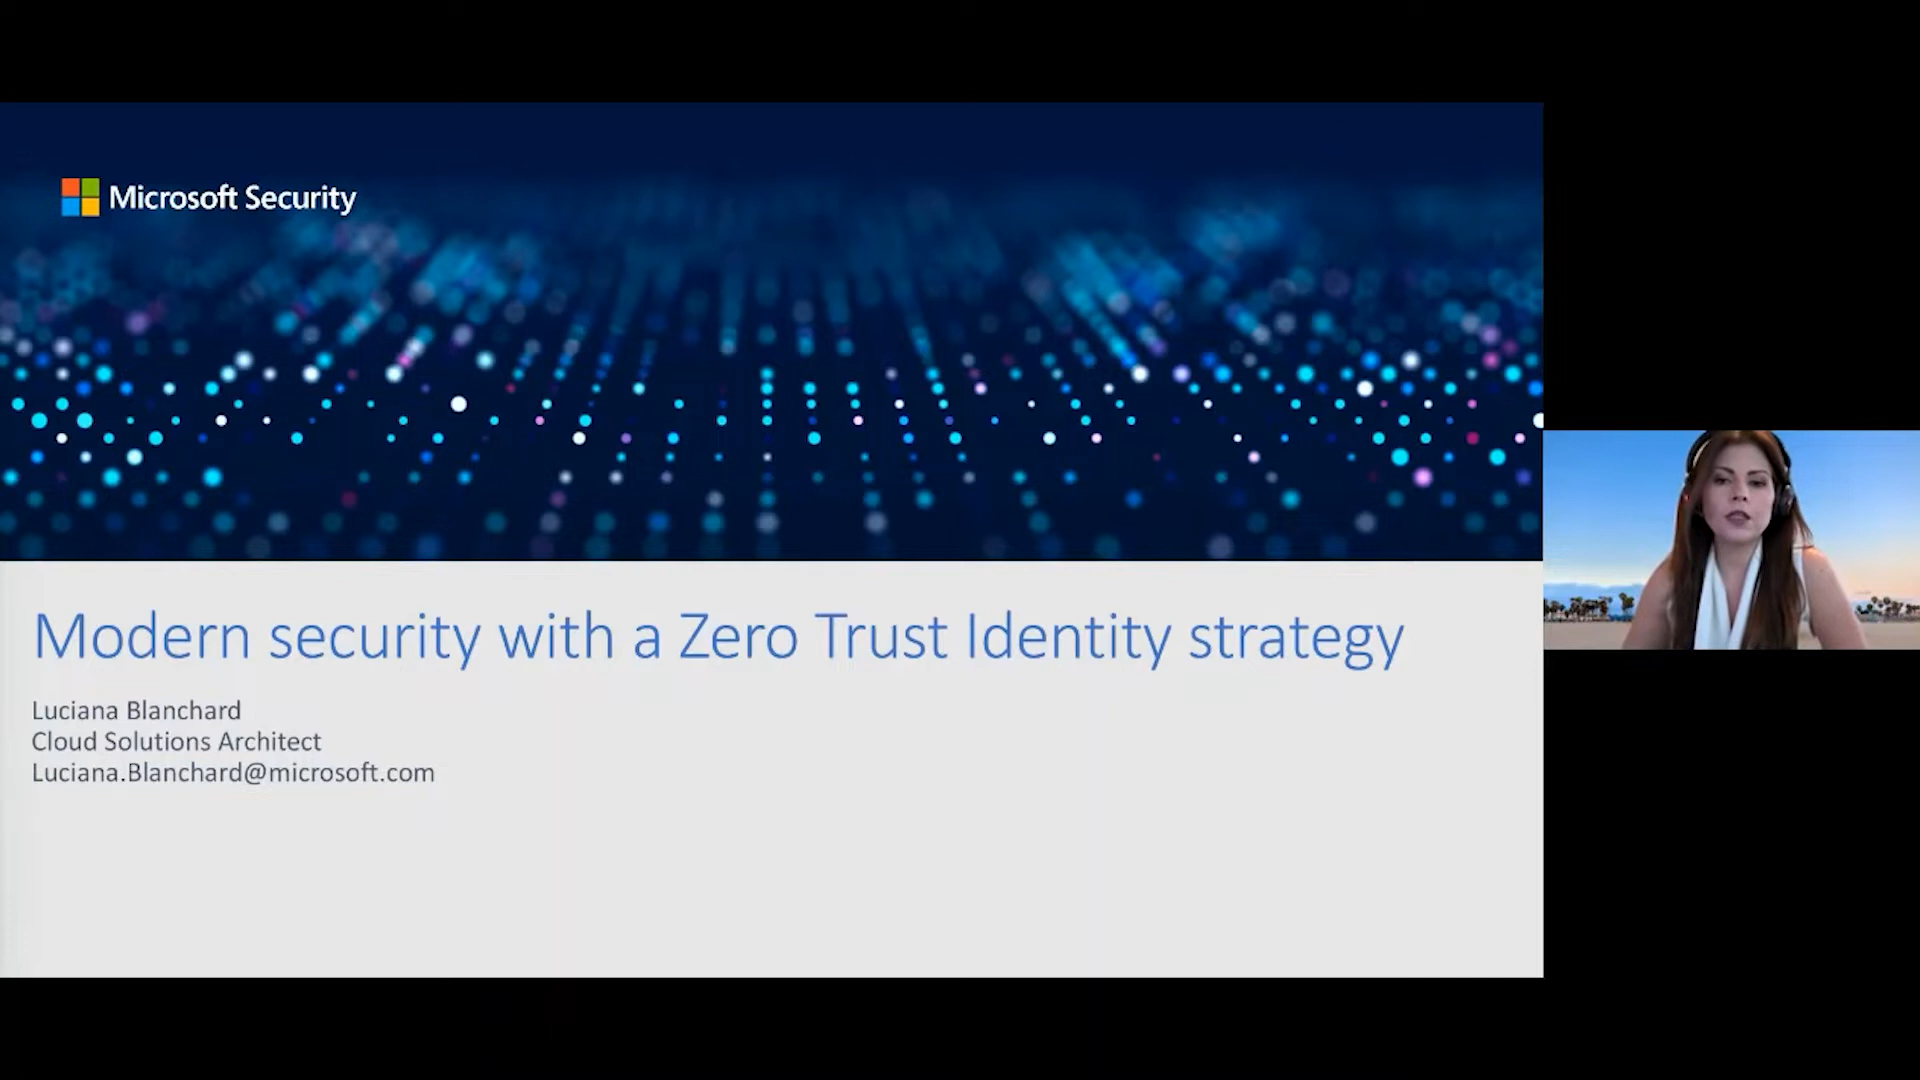 Microsoft Security
Modern security with a Zero Trust Identity strategy
Luciana Blanchard
Cloud Solutions Architect
Luciana.Blanchard@microsoft.com